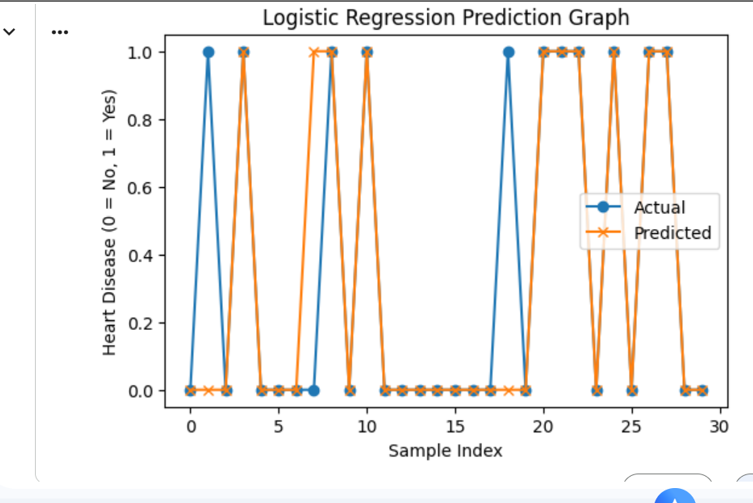 Logistic Regression Prediction Graph
1.0
0.8
0.6
0.4
0.2
0.0
Heart Disease (0 = No, 1 = Yes)
Actual
Predicted
0 5 10 15 20 25 30
Sample Index